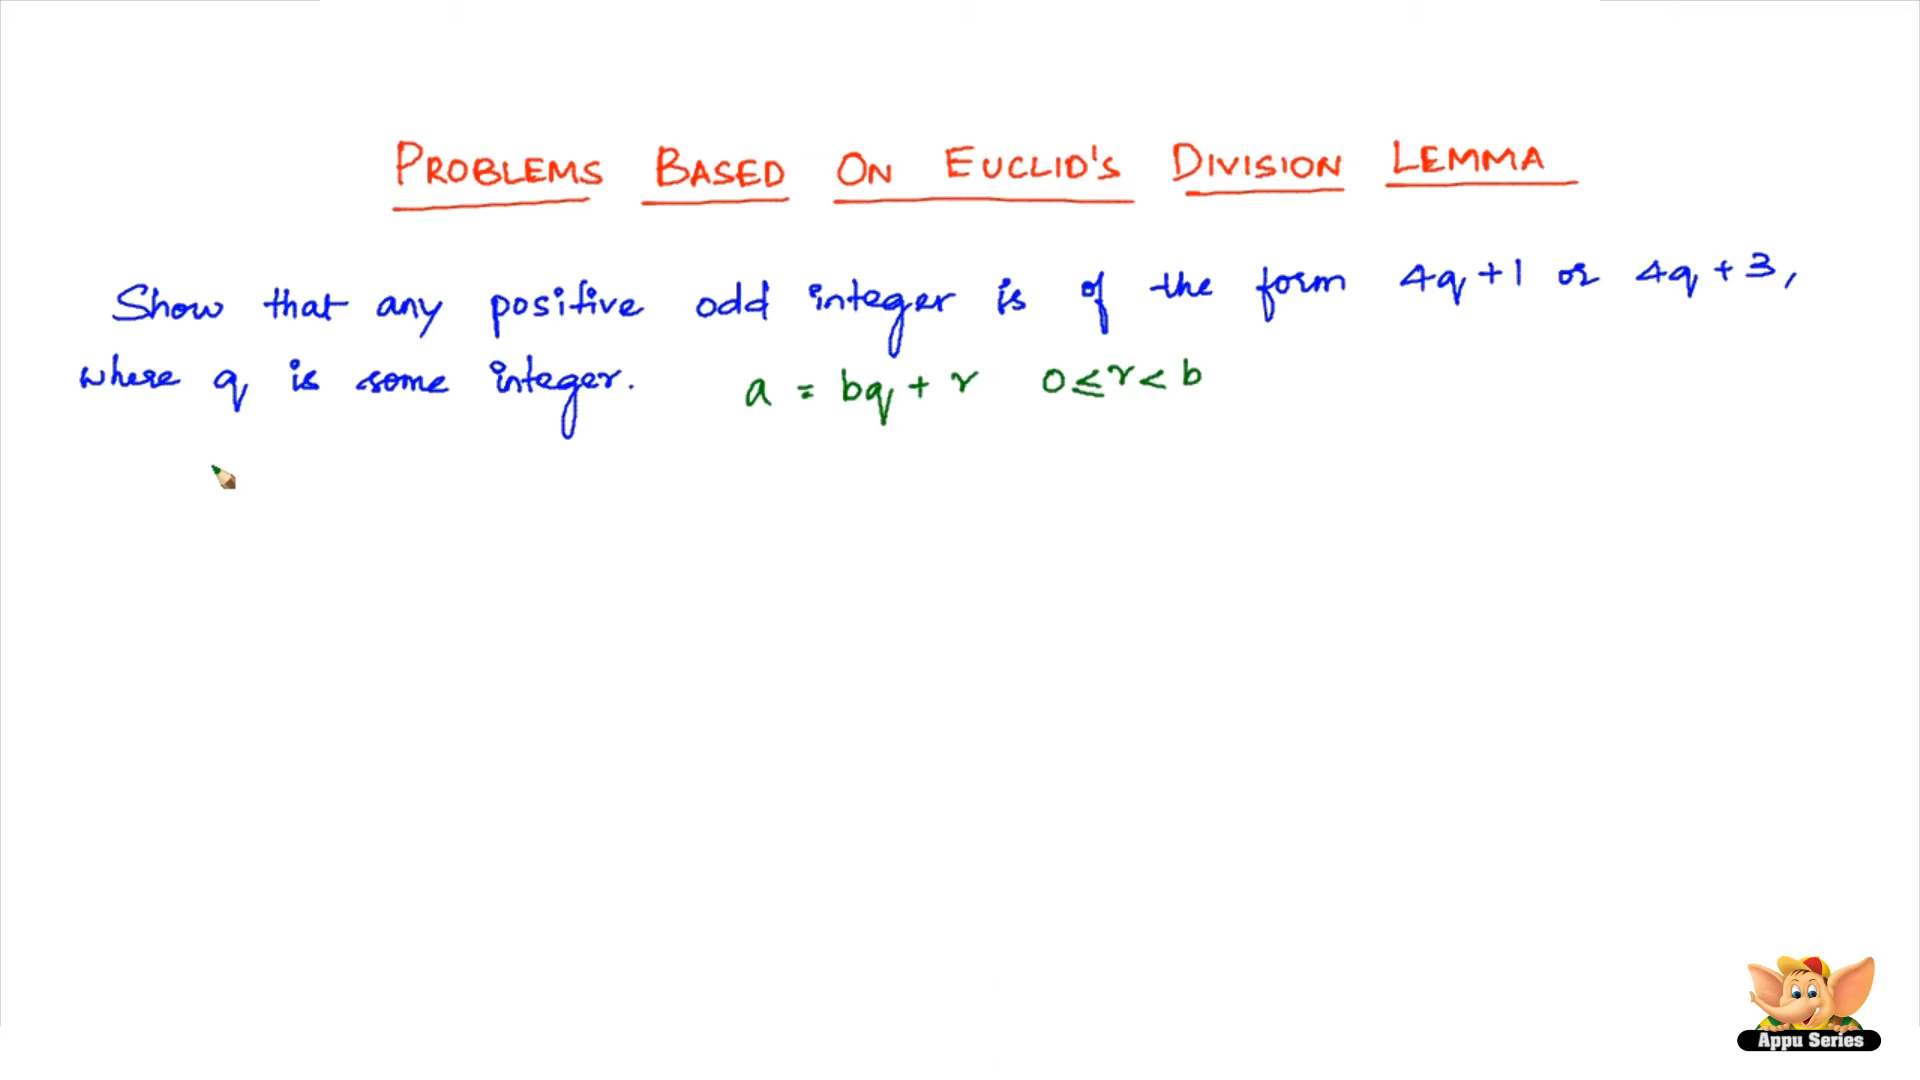 PROBLEMS BASED ON EUCLID'S DIVISION LEMMA
Show that any positive odd integer is of the form 4q+1 or 4q+3,
where q is some integer. a = bq + r 0≤r<b
Appu Series